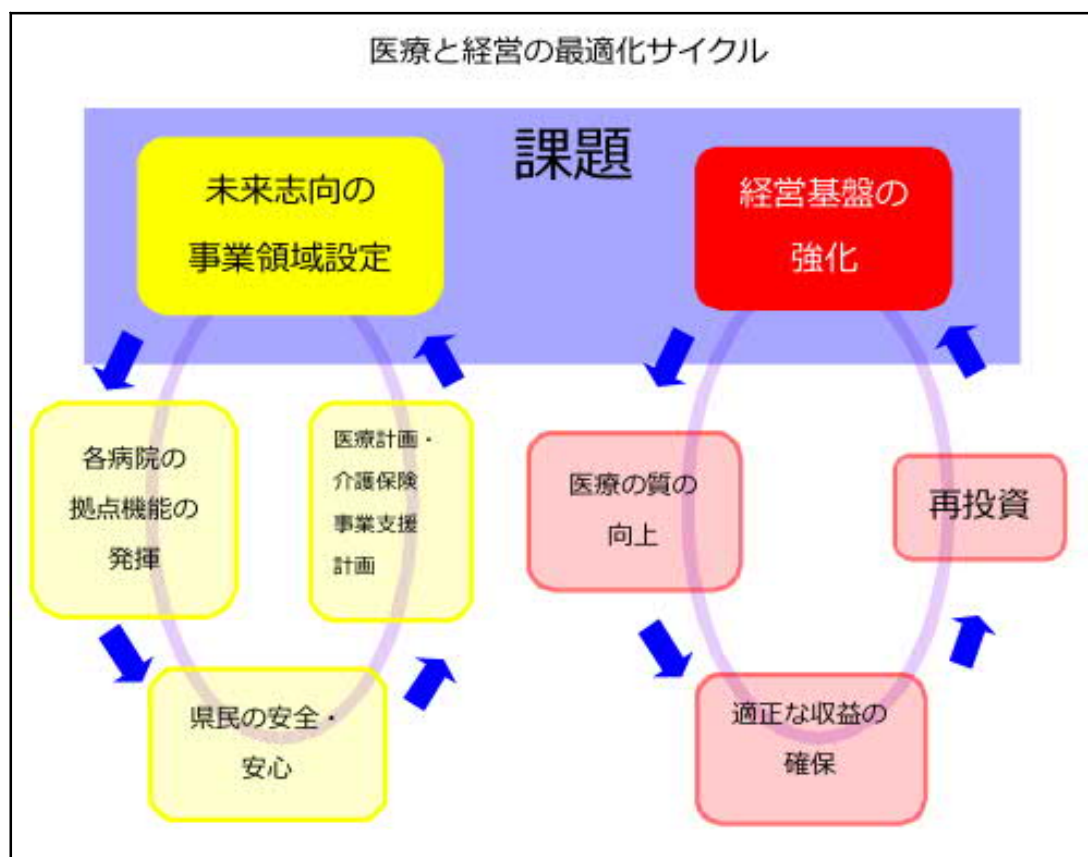 医療と経営の最適化サイクル
課題
未来志向の
事業領域設定
経営基盤の
強化
各病院の
拠点機能の
発揮
医療計画・
介護保険
事業支援
計画
県民の安全・
安心
医療の質の
向上
再投資
適正な収益の
確保